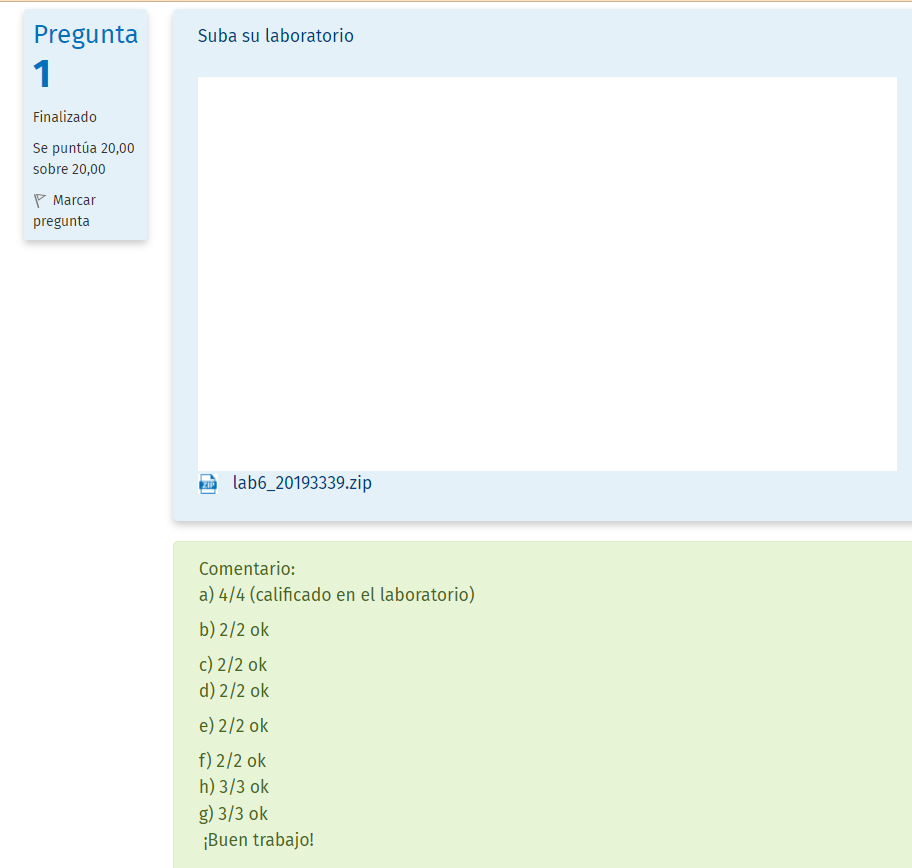 Pregunta
1
Finalizado
Se puntúa 20,00
sobre 20,00
Marcar
pregunta
Suba su laboratorio
ZIP
lab6_20193339.zip
Comentario:
a) 4/4 (calificado en el laboratorio)
b) 2/2 ok
c) 2/2 ok
d) 2/2 ok
e) 2/2 ok
f) 2/2 ok
h) 3/3 ok
g) 3/3 ok
¡Buen trabajo!